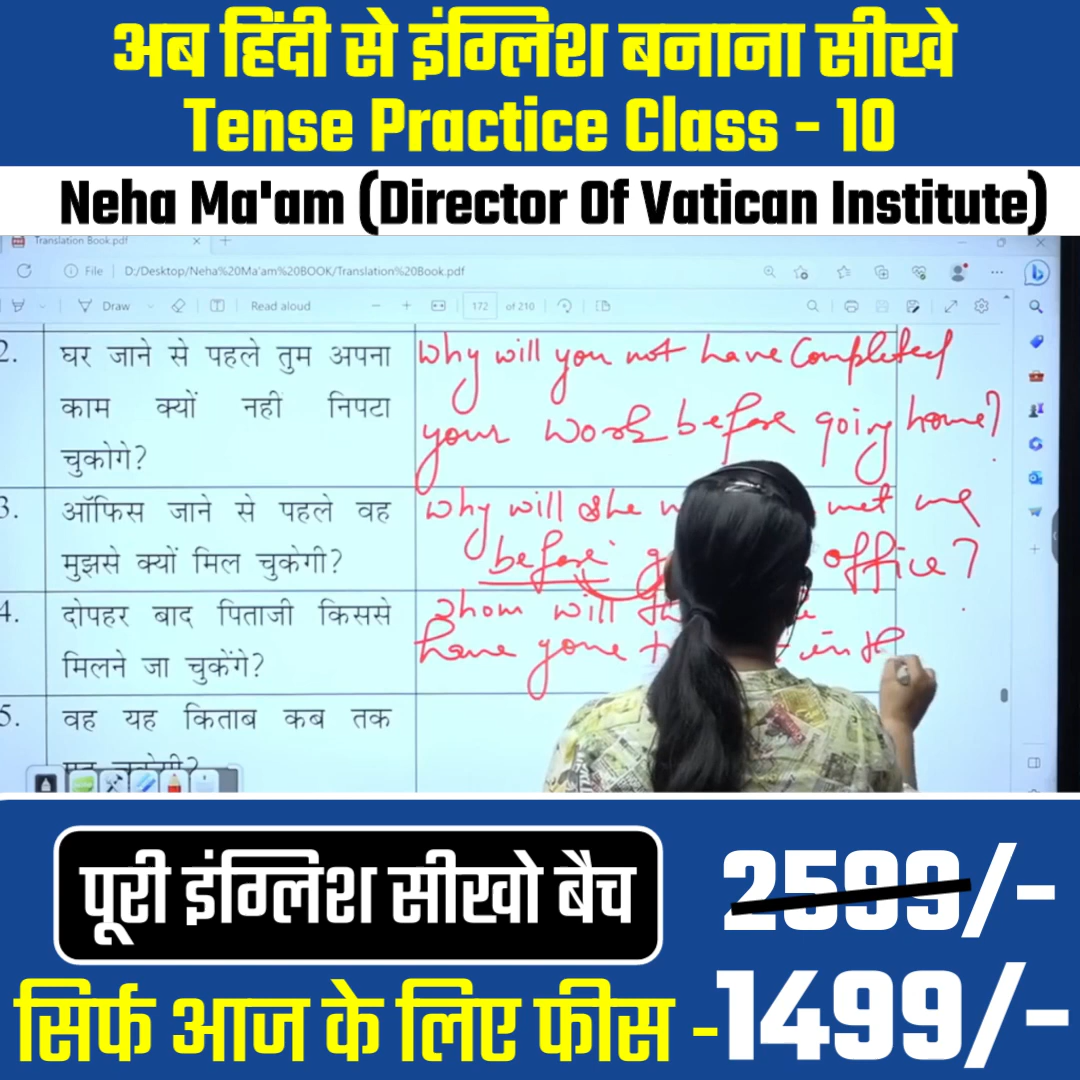 अब हिंदी से इंग्लिश बनाना सीखे
Tense Practice Class - 10
Neha Ma'am (Director Of Vatican Institute)
Translation Book.pdf
File D:/Desktop/Neha%20Ma'am%20BOOK/Translation%20Book.pdf
Draw Read aloud 172 of 210
2. घर जाने से पहले तुम अपना
काम क्यों नहीं निपटा
चुकोगे?
Why will you not have Completed
your work before going home?
3. ऑफिस जाने से पहले वह
मुझसे क्यों मिल चुकेगी?
why will she met me
before office?
4. दोपहर बाद पिताजी किससे
मिलने जा चुकेंगे?
whom will
have gone
5. वह यह किताब कब तक
पूरी इंग्लिश सीखो बैच
2599/-
सिर्फ आज के लिए फीस -1499/-